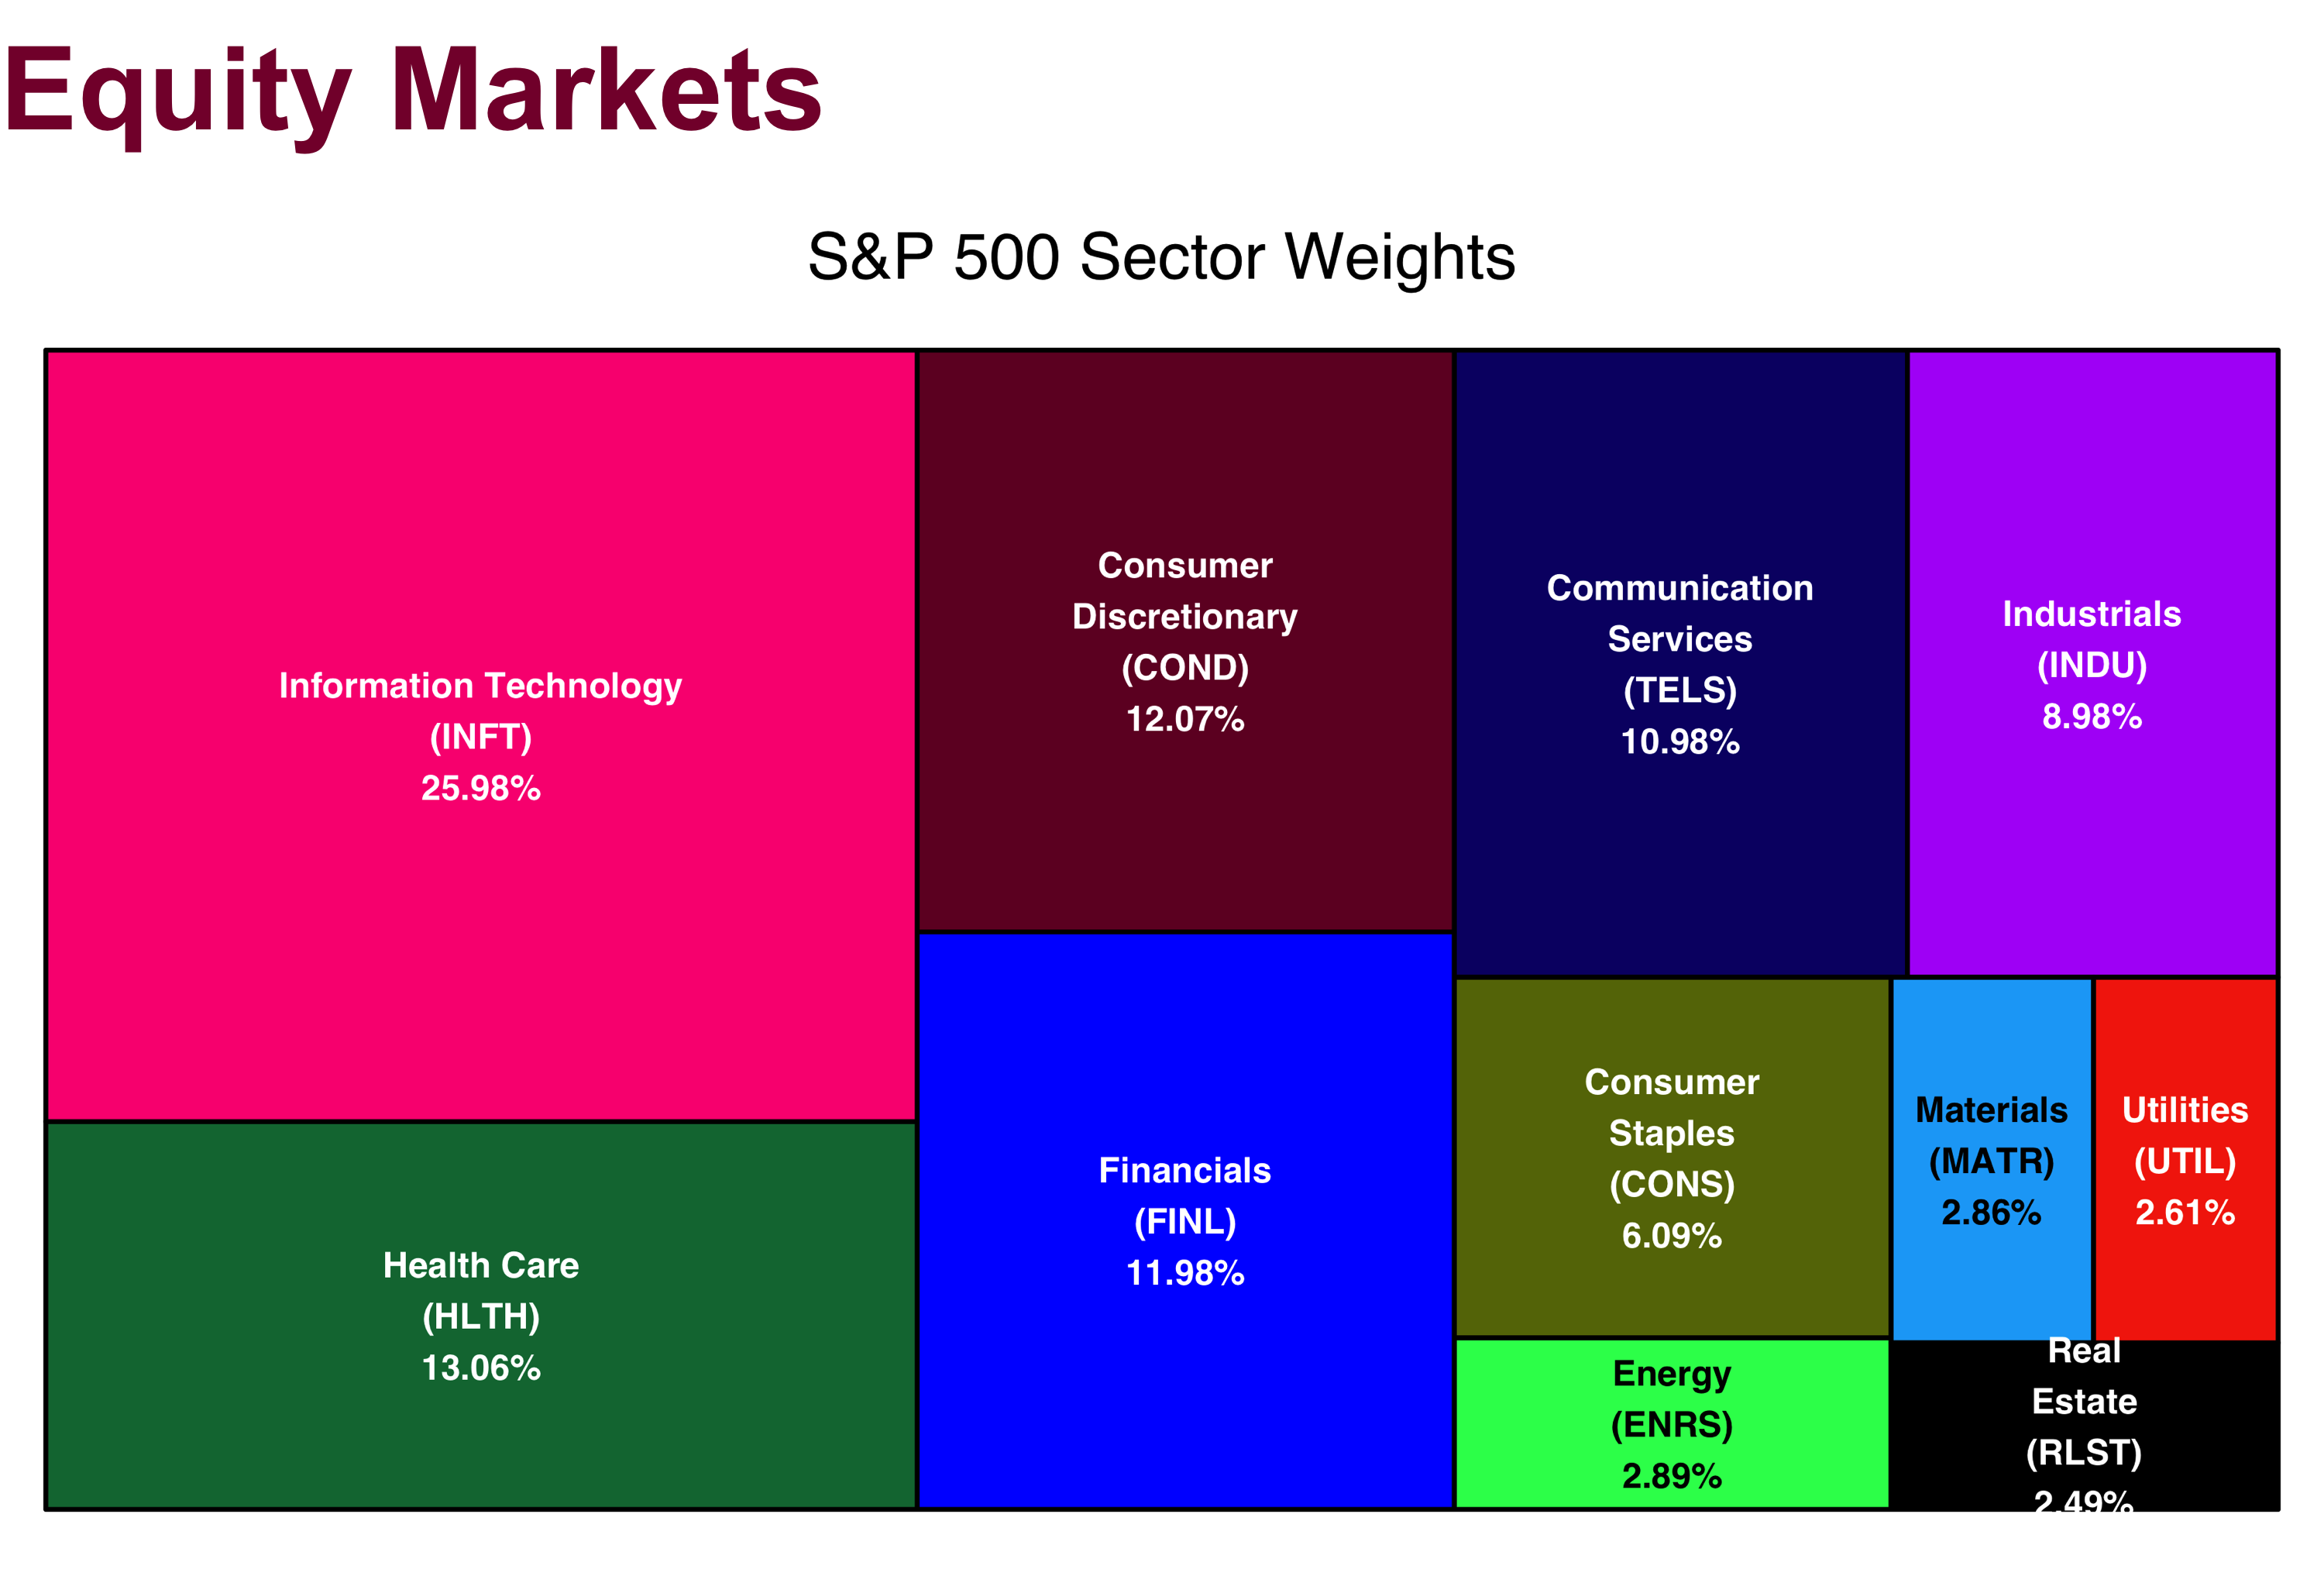 Equity Markets
S&P 500 Sector Weights
Information Technology
(INFT)
25.98%
Health Care
(HLTH)
13.06%
Consumer
Discretionary
(COND)
12.07%
Financials
(FINL)
11.98%
Communication
Services
(TELS)
10.98%
Industrials
(INDU)
8.98%
Consumer
Staples
(CONS)
6.09%
Energy
(ENRS)
2.89%
Materials
(MATR)
2.86%
Utilities
(UTIL)
2.61%
Real
Estate
(RLST)
2.49%